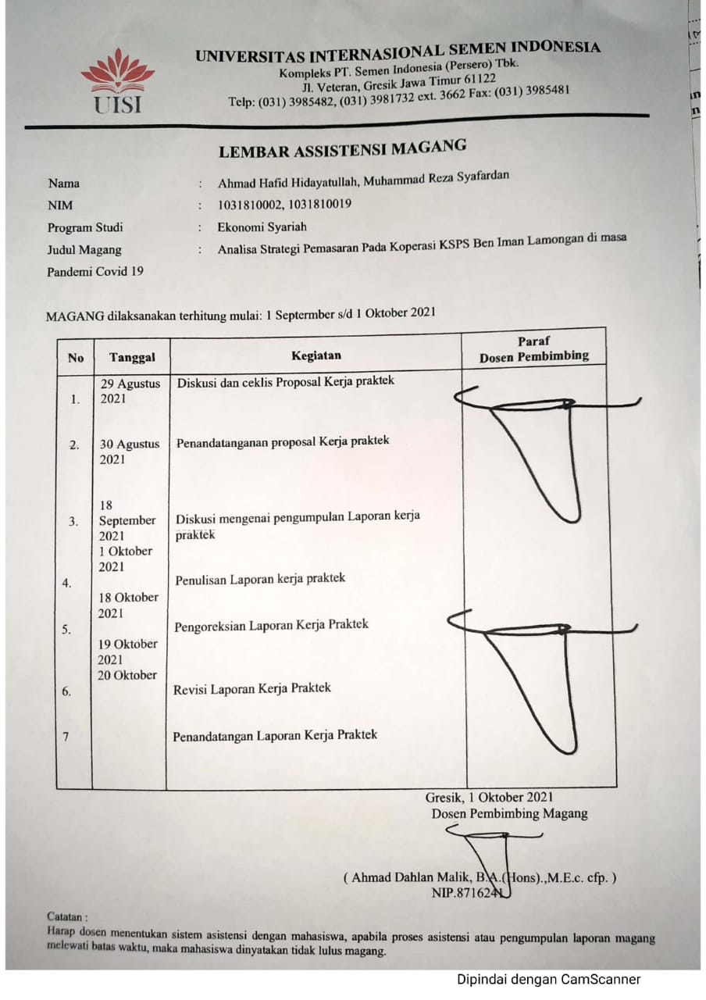 UISI
UNIVERSITAS INTERNASIONAL SEMEN INDONESIA
Kompleks PT. Semen Indonesia (Persero) Tbk.
Jl. Veteran, Gresik Jawa Timur 61122
Telp: (031) 3985482, (031) 3981732 ext. 3662 Fax: (031) 3985481
LEMBAR ASSISTENSI MAGANG
Nama : Ahmad Hafid Hidayatullah, Muhammad Reza Syafardan
NIM : 1031810002, 1031810019
Program Studi : Ekonomi Syariah
Judul Magang : Analisa Strategi Pemasaran Pada Koperasi KSPS Ben Iman Lamongan di masa
Pandemi Covid 19
MAGANG dilaksanakan terhitung mulai: 1 Septermber s/d 1 Oktober 2021
No Tanggal Kegiatan Paraf
Dosen Pembimbing
1. 29 Agustus Diskusi dan ceklis Proposal Kerja praktek
2021
2. 30 Agustus Penandatanganan proposal Kerja praktek
2021
18
3. September Diskusi mengenai pengumpulan Laporan kerja
2021 praktek
1 Oktober
2021
4. Penulisan Laporan kerja praktek
18 Oktober
2021
5. Pengoreksian Laporan Kerja Praktek
19 Oktober
2021
20 Oktober
6. Revisi Laporan Kerja Praktek
7 Penandatangan Laporan Kerja Praktek
Gresik, 1 Oktober 2021
Dosen Pembimbing Magang
( Ahmad Dahlan Malik, B.A.(Hons).,M.E.c. cfp. )
NIP.8716241
Catatan :
Harap dosen menentukan sistem asistensi dengan mahasiswa, apabila proses asistensi atau pengumpulan laporan magang
melewati batas waktu, maka mahasiswa dinyatakan tidak lulus magang.
Dipindai dengan CamScanner